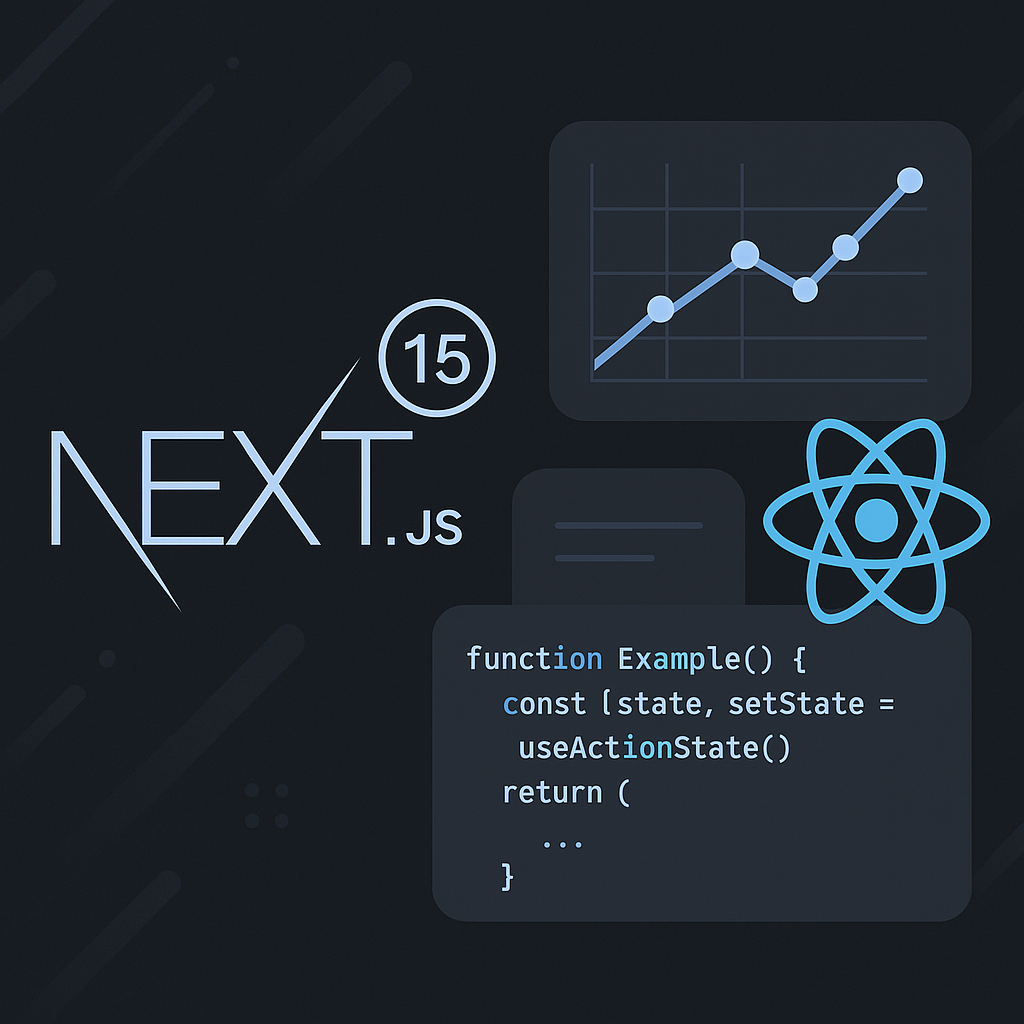 15
NEXT.JS
function Example() {
const [state, setState =
useActionState()
return (
...
}